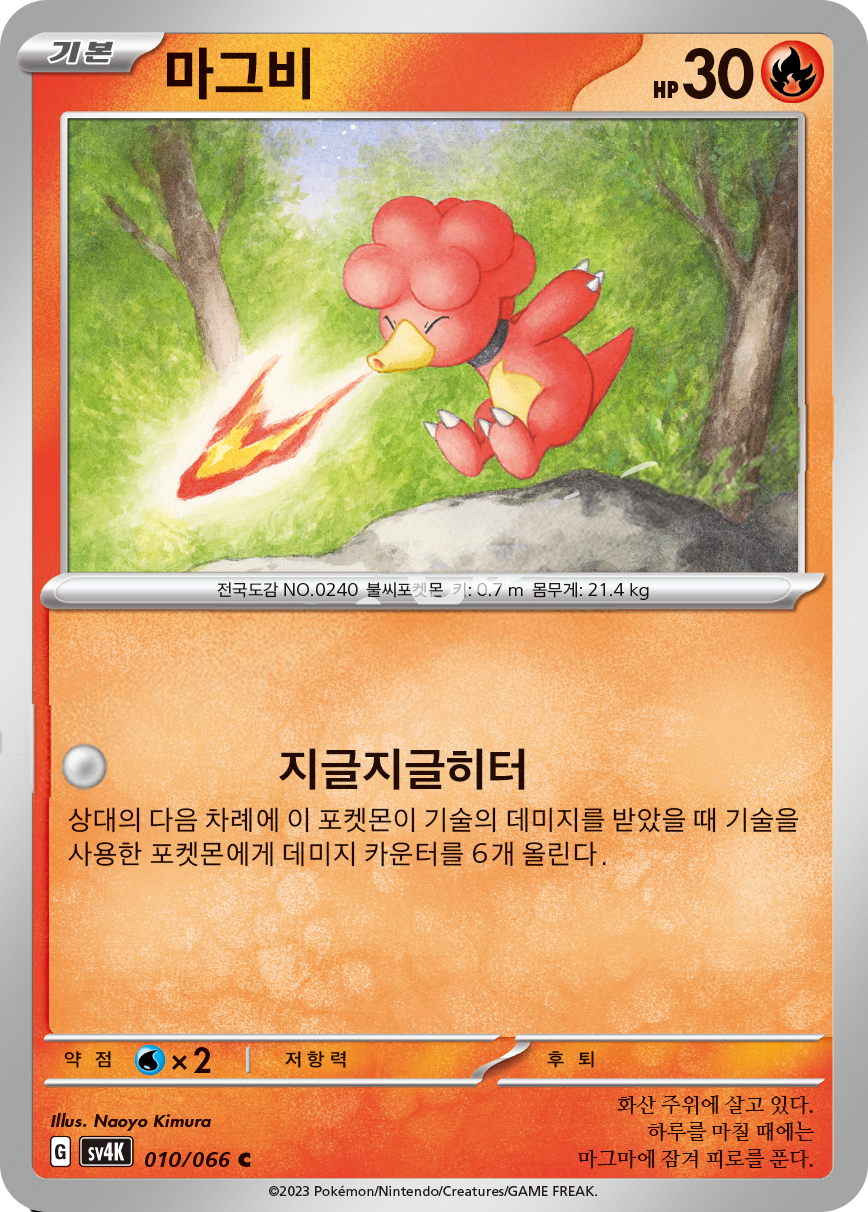 기본 마그비 HP 30
전국도감 NO.0240 불씨포켓몬 키: 0.7 m 몸무게: 21.4 kg
지글지글히터
상대의 다음 차례에 이 포켓몬이 기술의 데미지를 받았을 때 기술을
사용한 포켓몬에게 데미지 카운터를 6개 올린다.
약점 ×2 저항력 후퇴
Illus. Naoyo Kimura
화산 주위에 살고 있다.
하루를 마칠 때에는
마그마에 잠겨 피로를 푼다.
G sv4K 010/066 C
©2023 Pokémon/Nintendo/Creatures/GAME FREAK.